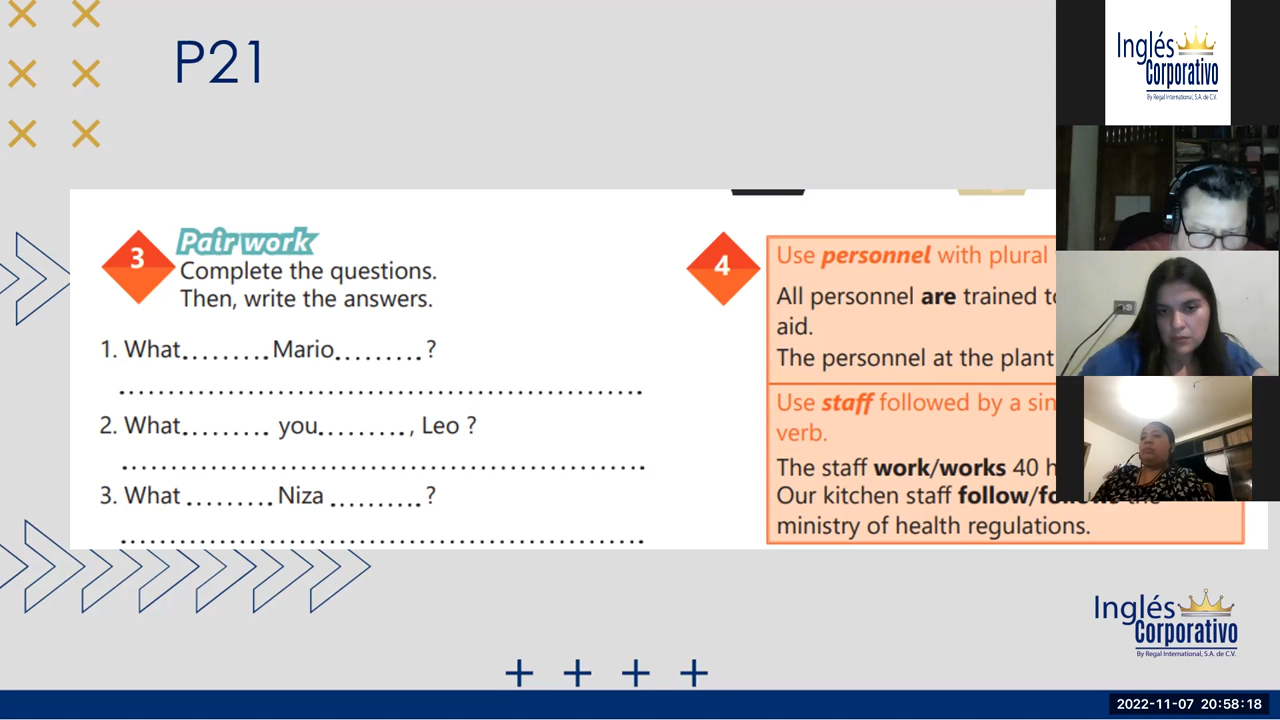 P21
3
Pair work
Complete the questions.
Then, write the answers.
1. What......... Mario.........?
2. What......... you........., Leo ?
3. What ......... Niza .........?
4
Use personnel with plural
All personnel are trained to
aid.
The personnel at the plant
Use staff followed by a
verb.
The staff work/works 40
Our kitchen staff follow/ the
ministry of health regulations.
Inglés
Corporativo
By Regal International, S.A. de C.V.
Inglés
Corporativo
By Regal International, S.A. de C.V.
2022-11-07 20:58:18